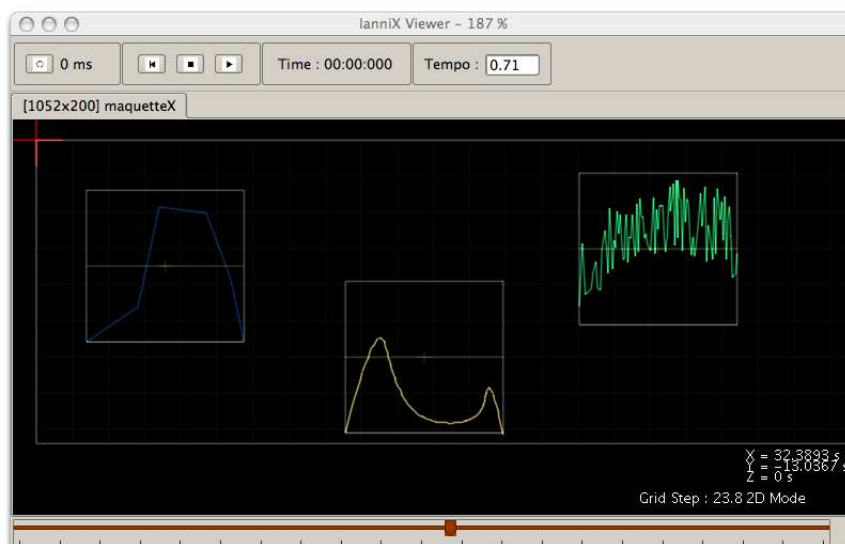 IanniX Viewer – 187 %
0 ms
Time : 00:00:000
Tempo : 0.71
[1052x200] maquetteX
X = 32.3893 s
Y = -13.0367 s
Z = 0 s
Grid Step : 23.8 2D Mode